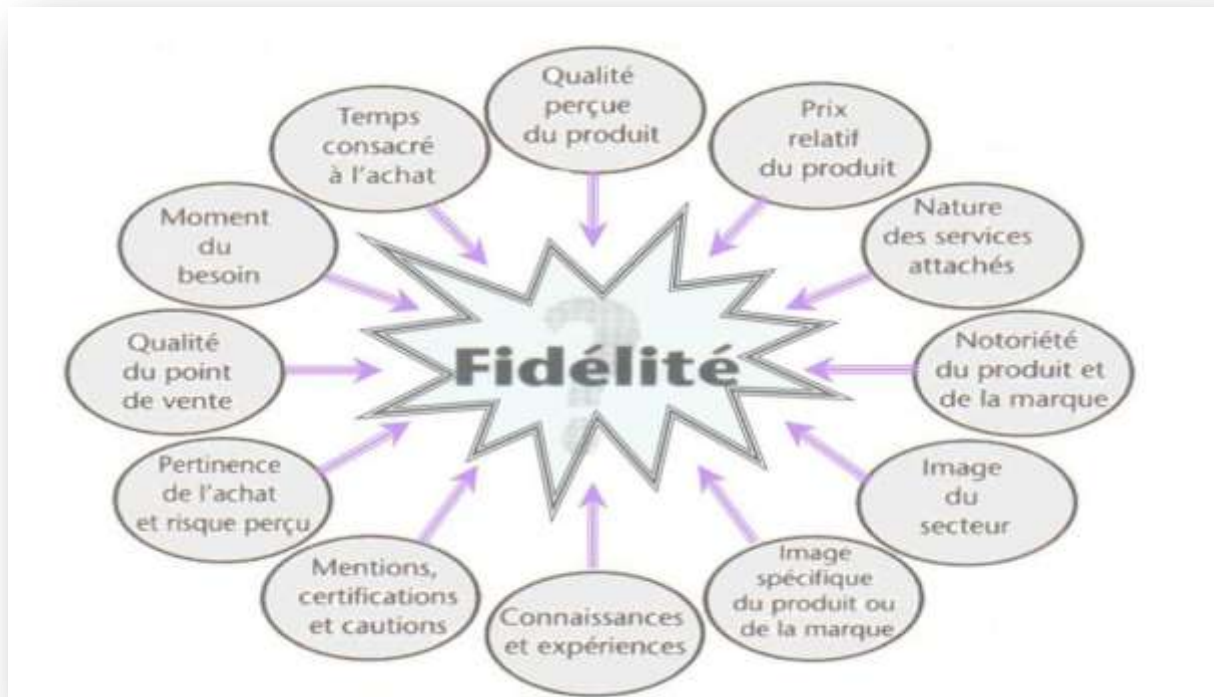 Qualité
perçue
du produit
Prix
relatif
du produit
Nature
des services
attachés
Notoriété
du produit et
de la marque
Image
du
secteur
Image
spécifique
du produit ou
de la marque
Connaissances
et expériences
Mentions,
certifications
et cautions
Pertinence
de l'achat
et risque perçu
Qualité
du point
de vente
Moment
du
besoin
Temps
consacré
à l'achat
?
Fidélité